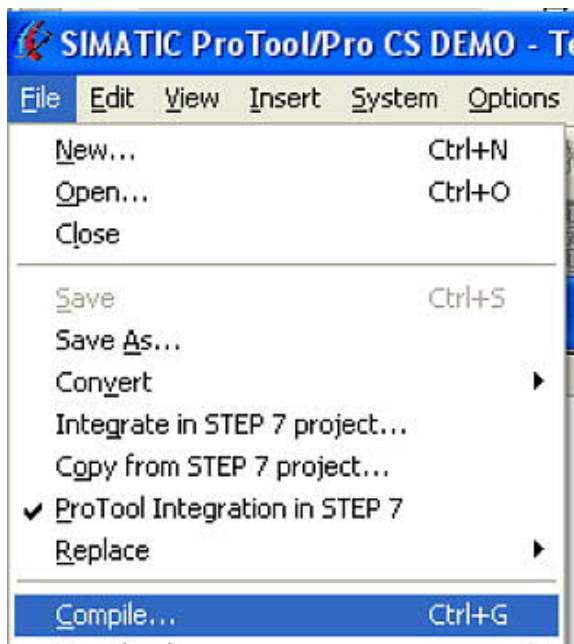 SIMATIC ProTool/Pro CS DEMO - Te
File Edit View Insert System Options
New... Ctrl+N
Open... Ctrl+O
Close
Save Ctrl+S
Save As...
Convert
Integrate in STEP 7 project...
Copy from STEP 7 project...
ProTool Integration in STEP 7
Replace
Compile... Ctrl+G